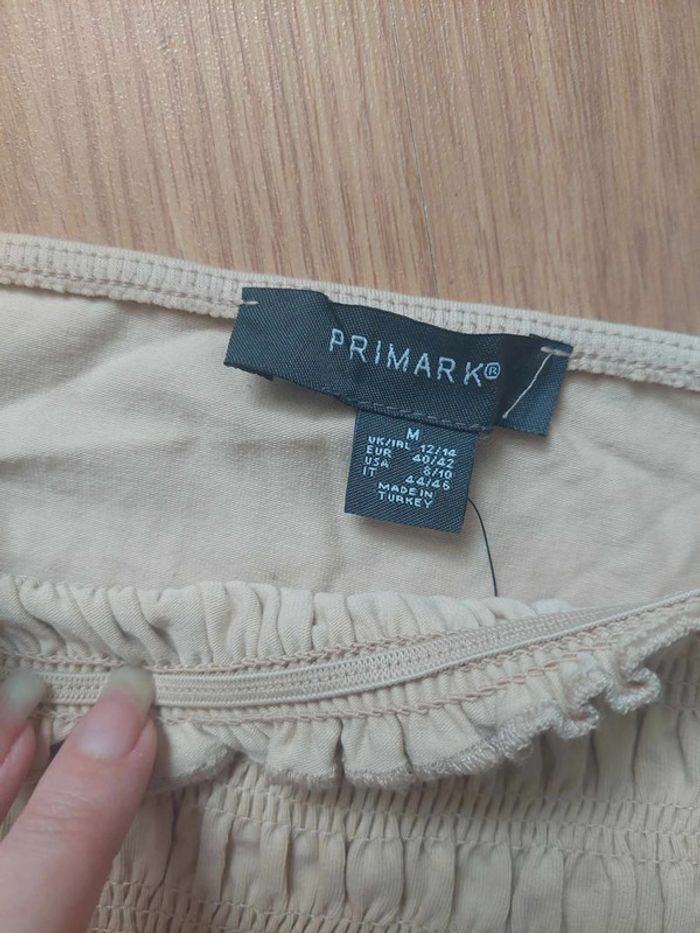 PRIMARK®
M
UK/IRL 12/14
EUR 40/42
USA 8/10
IT 44/46
MADE IN
TURKEY